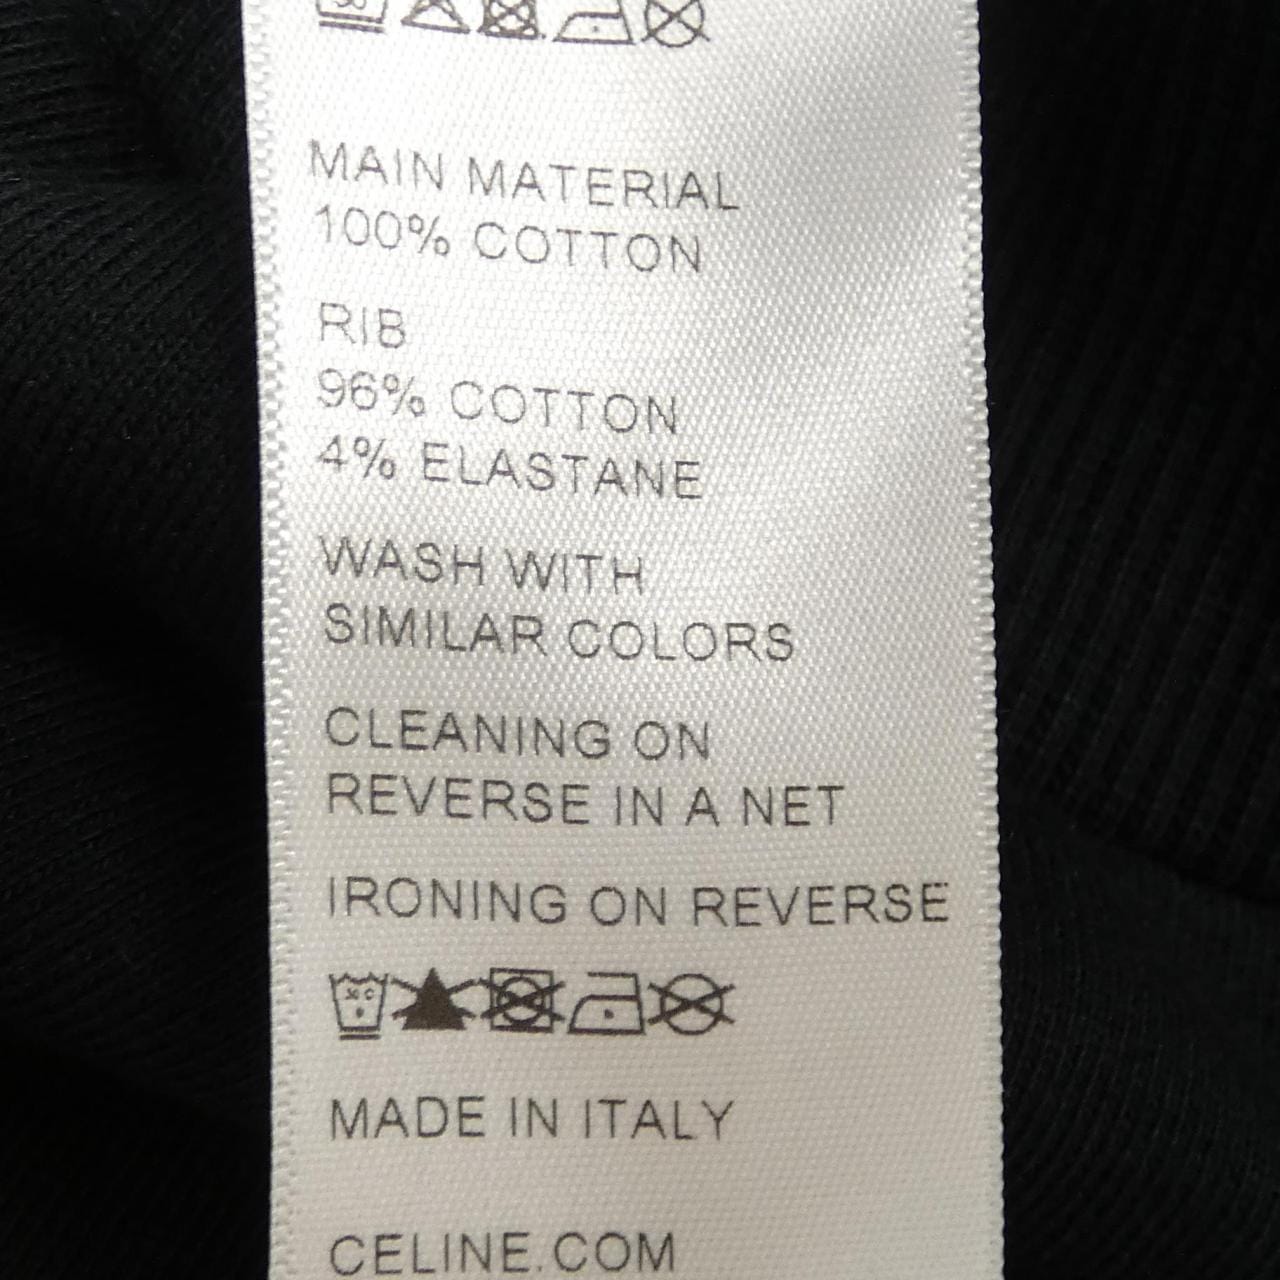 MAIN MATERIAL
100% COTTON
RIB
96% COTTON
4% ELASTANE
WASH WITH
SIMILAR COLORS
CLEANING ON
REVERSE IN A NET
IRONING ON REVERSE
MADE IN ITALY
CELINE.COM